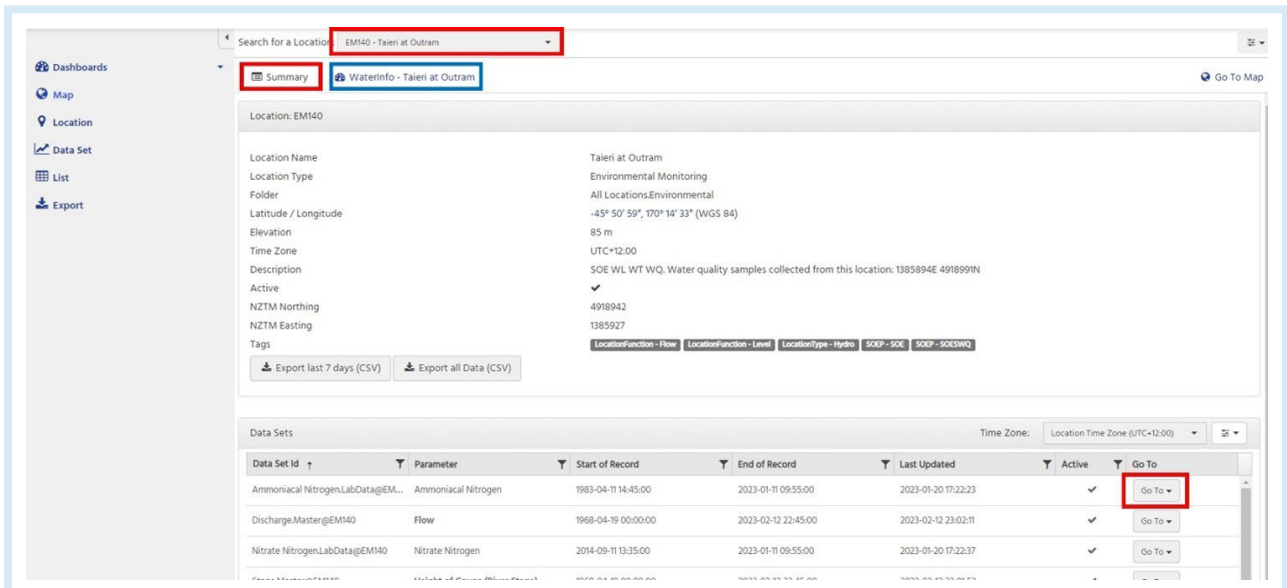 Search for a Location: EM140 - Taieri at Outram
Dashboards
Map
Location
Data Set
List
Export
Summary WaterInfo - Taieri at Outram Go To Map
Location: EM140
Location Name Taieri at Outram
Location Type Environmental Monitoring
Folder All Locations.Environmental
Latitude / Longitude -45° 50' 59", 170° 14' 33" (WGS 84)
Elevation 85 m
Time Zone UTC+12:00
Description SOE WL WT WQ. Water quality samples collected from this location: 1385894E 4918991N
Active ✔
NZTM Northing 4918942
NZTM Easting 1385927
Tags LocationFunction - Flow LocationFunction - Level LocationType - Hydro SOEP - SOE SOEP - SOESWQ
Export last 7 days (CSV) Export all Data (CSV)
Data Sets Time Zone: Location Time Zone (UTC+12:00)
Data Set Id ↑ Parameter Start of Record End of Record Last Updated Active Go To
Ammoniacal Nitrogen.LabData@EM... Ammoniacal Nitrogen 1983-04-11 14:45:00 2023-01-11 09:55:00 2023-01-20 17:22:23 ✔ Go To
Discharge.Master@EM140 Flow 1968-04-19 00:00:00 2023-02-12 22:45:00 2023-02-12 23:02:11 ✔ Go To
Nitrate Nitrogen.LabData@EM140 Nitrate Nitrogen 2014-09-11 13:35:00 2023-01-11 09:55:00 2023-01-20 17:22:37 ✔ Go To